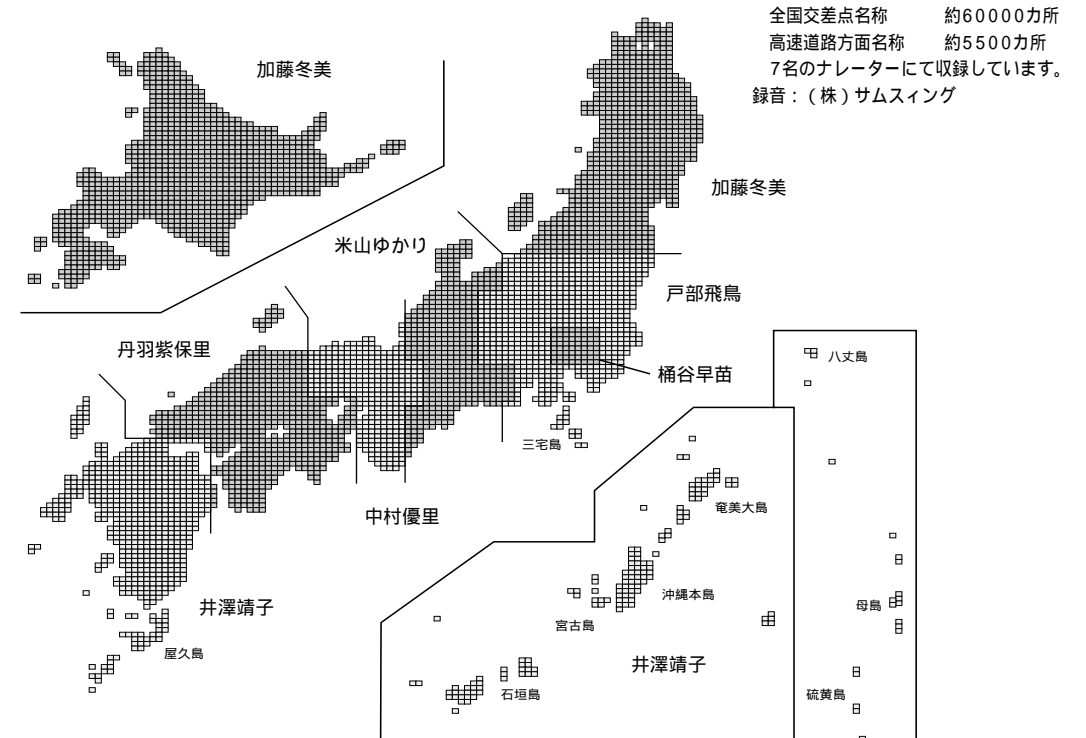 全国交差点名称 約60000カ所
高速道路方面名称 約5500カ所
7名のナレーターにて収録しています。
録音：（株）サムスィング
加藤冬美
加藤冬美
米山ゆかり
戸部飛鳥
丹羽紫保里
桶谷早苗
八丈島
三宅島
中村優里
奄美大島
沖縄本島
宮古島
母島
井澤靖子
屋久島
井澤靖子
石垣島
硫黄島